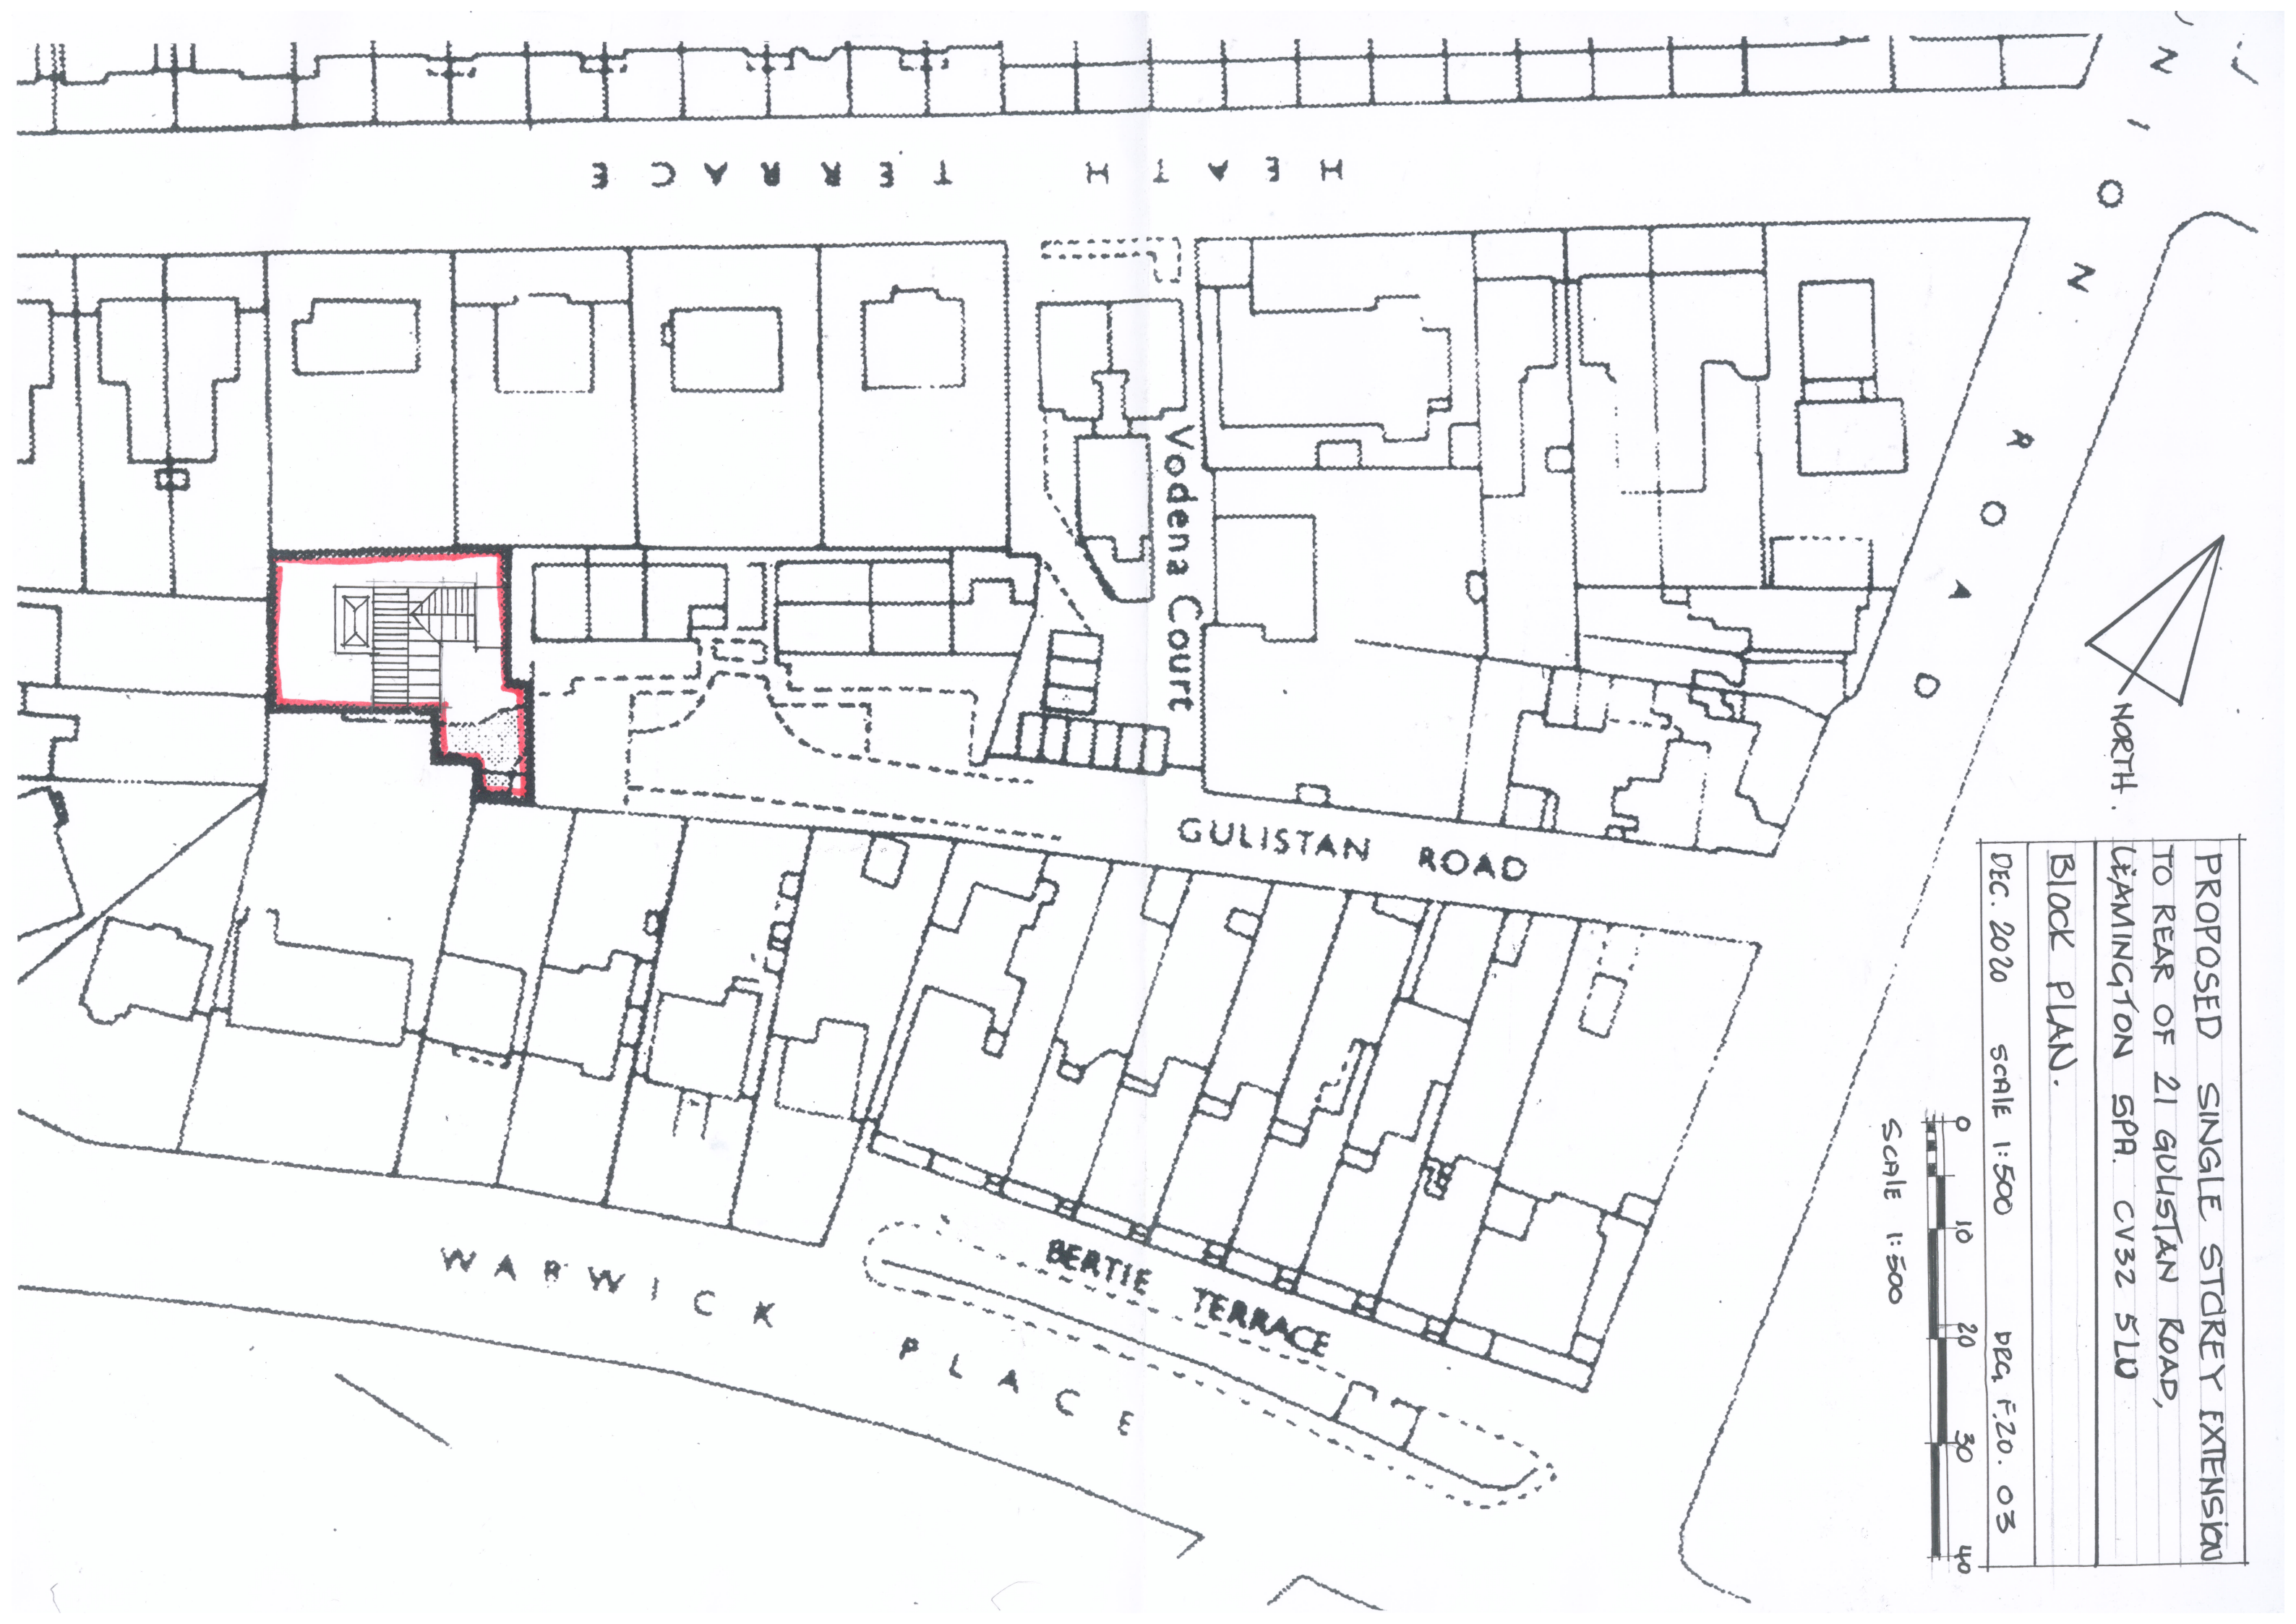 HEATH TERRACE
UNION ROAD
Vodena Court
GULISTAN ROAD
WARWICK PLACE
BERTIE TERRACE
NORTH.
PROPOSED SINGLE STOREY EXTENSION
TO REAR OF 21 GULISTAN ROAD,
LEAMINGTON SPA. CV32 5LU
BLOCK PLAN.
DEC. 2020 SCALE 1:500 DRG F.20. 03
0 10 20 30 40
SCALE 1:500